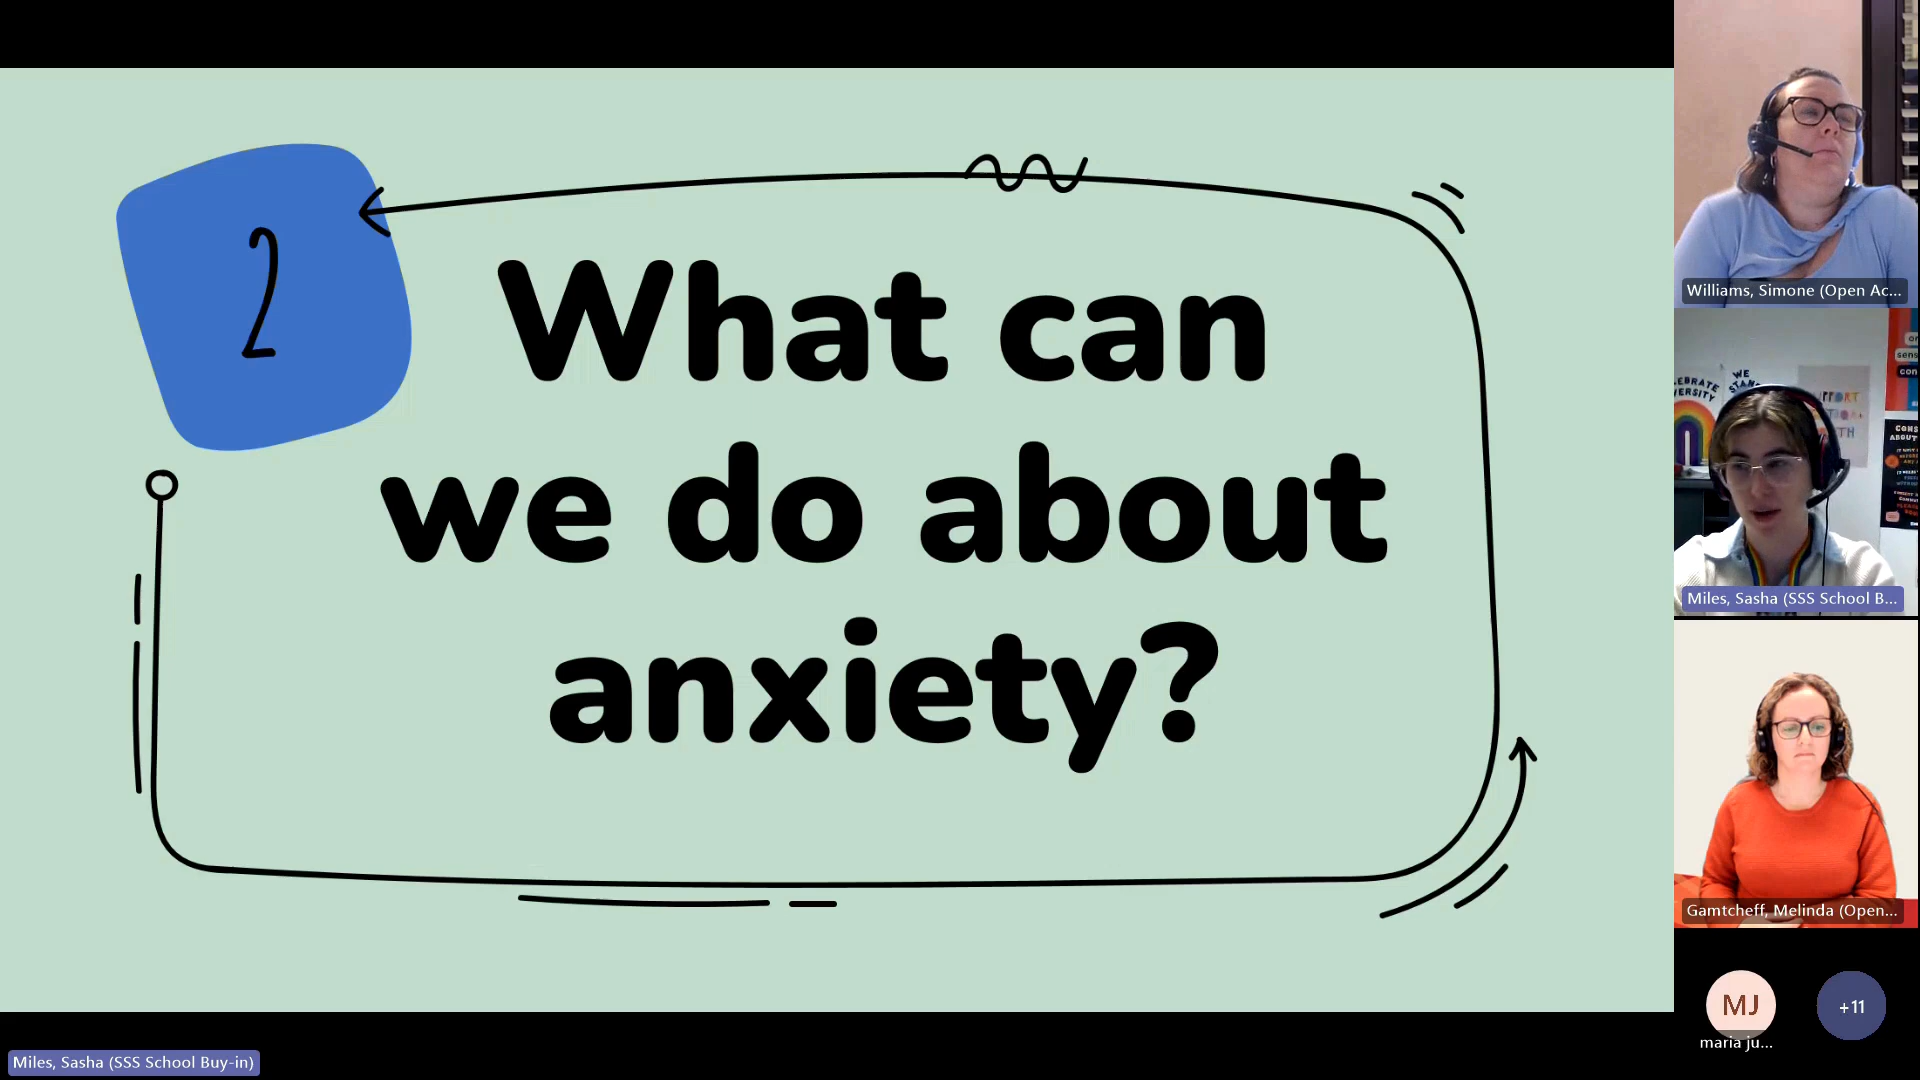 2
What can
we do about
anxiety?
Williams, Simone (Open Ac...
WE
Miles, Sasha (SSS School B...
Gamtcheff, Melinda (Open...
MJ
maria ju...
+11
Miles, Sasha (SSS School Buy-in)